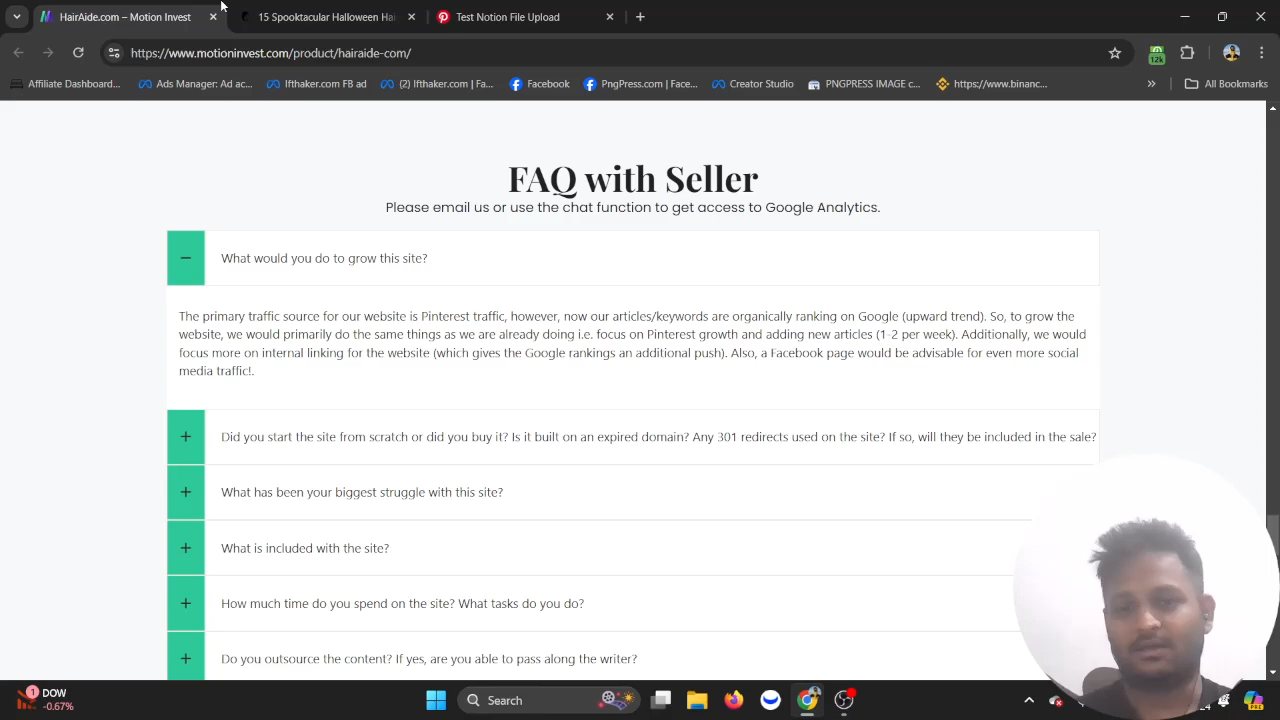 HairAide.com – Motion Invest
15 Spooktacular Halloween Hai
Test Notion File Upload
https://www.motioninvest.com/product/hairaide-com/
12k
Affiliate Dashboard...
Ads Manager: Ad ac...
Ifthaker.com FB ad
(2) Ifthaker.com | Fa...
Facebook
PngPress.com | Face...
Creator Studio
PNGPRESS IMAGE c...
https://www.binanc...
All Bookmarks
FAQ with Seller
Please email us or use the chat function to get access to Google Analytics.
What would you do to grow this site?
The primary traffic source for our website is Pinterest traffic, however, now our articles/keywords are organically ranking on Google (upward trend). So, to grow the
website, we would primarily do the same things as we are already doing i.e. focus on Pinterest growth and adding new articles (1-2 per week). Additionally, we would
focus more on internal linking for the website (which gives the Google rankings an additional push). Also, a Facebook page would be advisable for even more social
media traffic!.
Did you start the site from scratch or did you buy it? Is it built on an expired domain? Any 301 redirects used on the site? If so, will they be included in the sale?
What has been your biggest struggle with this site?
What is included with the site?
How much time do you spend on the site? What tasks do you do?
Do you outsource the content? If yes, are you able to pass along the writer?
1
DOW
-0.67%
Search
PRE